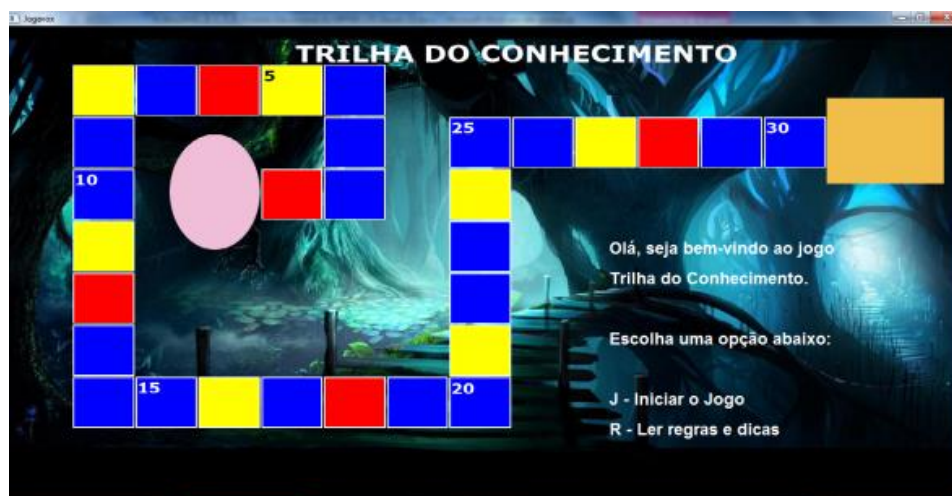 Jogavox
TRILHA DO CONHECIMENTO
5
25
30
10
Olá, seja bem-vindo ao jogo
Trilha do Conhecimento.
Escolha uma opção abaixo:
15
20
J - Iniciar o Jogo
R - Ler regras e dicas